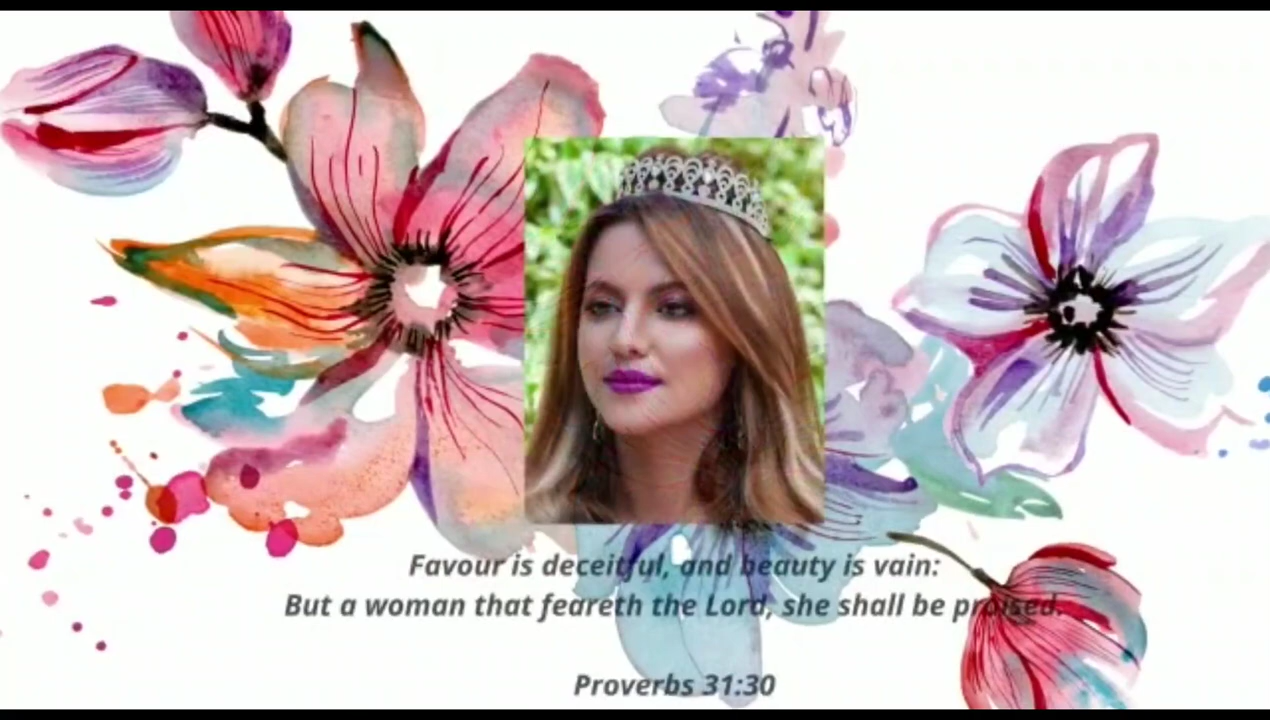 Favour is deceitful, and beauty is vain:
But a woman that feareth the Lord, she shall be praised.
Proverbs 31:30